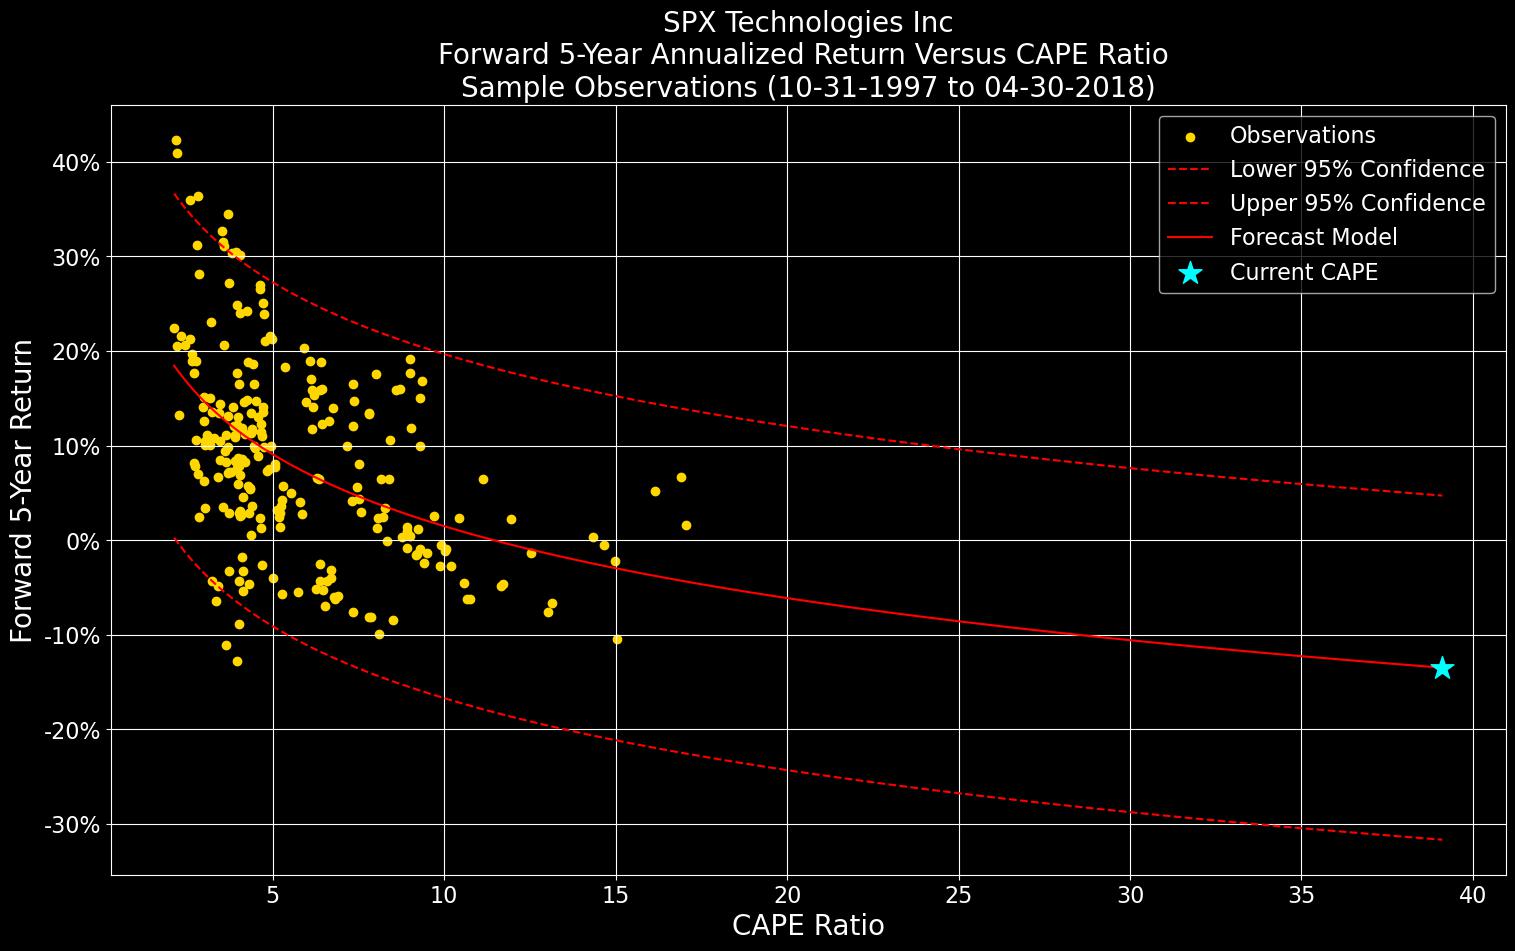 SPX Technologies Inc
Forward 5-Year Annualized Return Versus CAPE Ratio
Sample Observations (10-31-1997 to 04-30-2018)
Observations
Lower 95% Confidence
Upper 95% Confidence
Forecast Model
Current CAPE
Forward 5-Year Return
40%
30%
20%
10%
0%
-10%
-20%
-30%
5 10 15 20 25 30 35 40
CAPE Ratio